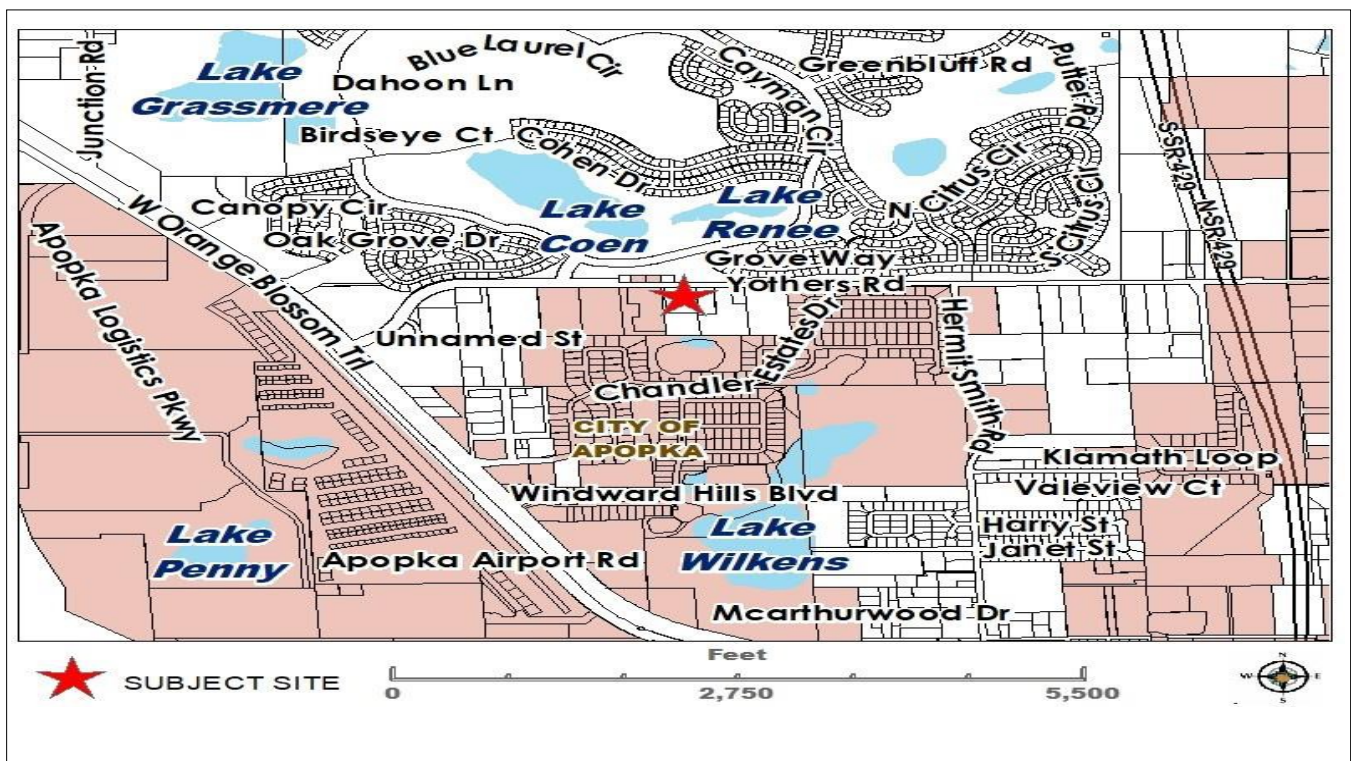 Junction Rd
Lake
Grassmere
Blue Laurel Cir
Dahoon Ln
Birdseye Ct
Cohen Dr
Cayman Cir
Greenbluff Rd
Putter Rd
SSR 429
N SR 429
Canopy Cir
Oak Grove Dr
Lake
Coen
Lake
Renee
N Citrus Cir
S Citrus Cir
Grove Way
Yothers Rd
W Orange Blossom Trl
Apopka Logistics Pkwy
Unnamed St
Chandler Estates Dr
Hermit Smith Rd
CITY OF
APOPKA
Klamath Loop
Valeview Ct
Windward Hills Blvd
Harry St
Janet St
Lake
Penny
Apopka Airport Rd
Lake
Wilkens
Mcarthurwood Dr
SUBJECT SITE
Feet
0 2,750 5,500
N
W E
S